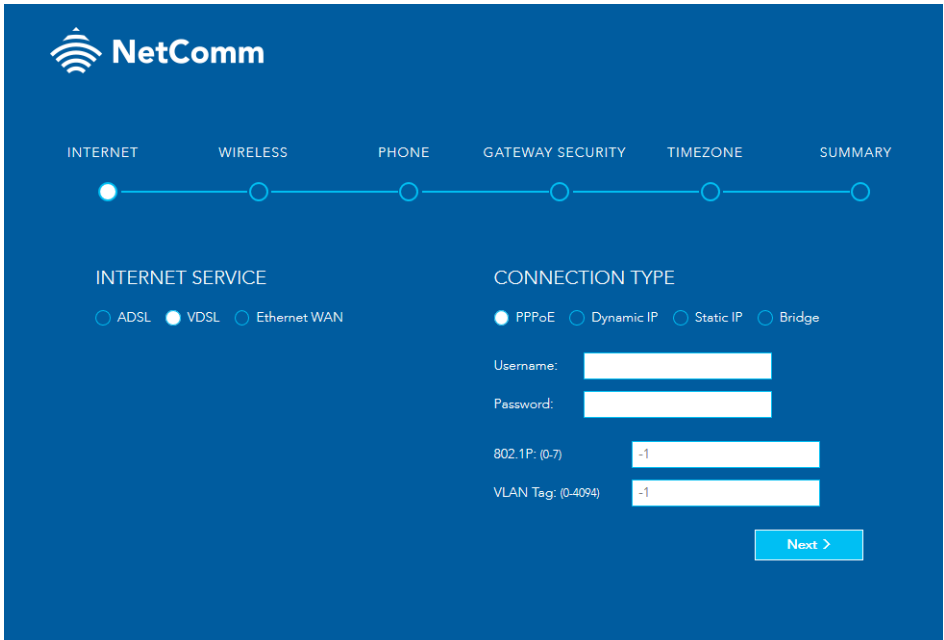 NetComm
INTERNET WIRELESS PHONE GATEWAY SECURITY TIMEZONE SUMMARY
INTERNET SERVICE
ADSL VDSL Ethernet WAN
CONNECTION TYPE
PPPoE Dynamic IP Static IP Bridge
Username:
Password:
802.1P: (0-7) -1
VLAN Tag: (0-4094) -1
Next >